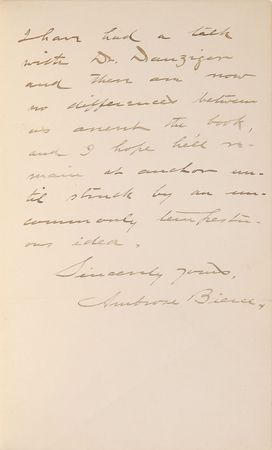 I have had a talk
with Dr. Danziger
and there are now
no differences between
us anent the book,
and I hope he'll re-
main at anchor un-
til struck by an un-
commonly tempestu-
ous idea.
Sincerely yours,
Ambrose Bierce.